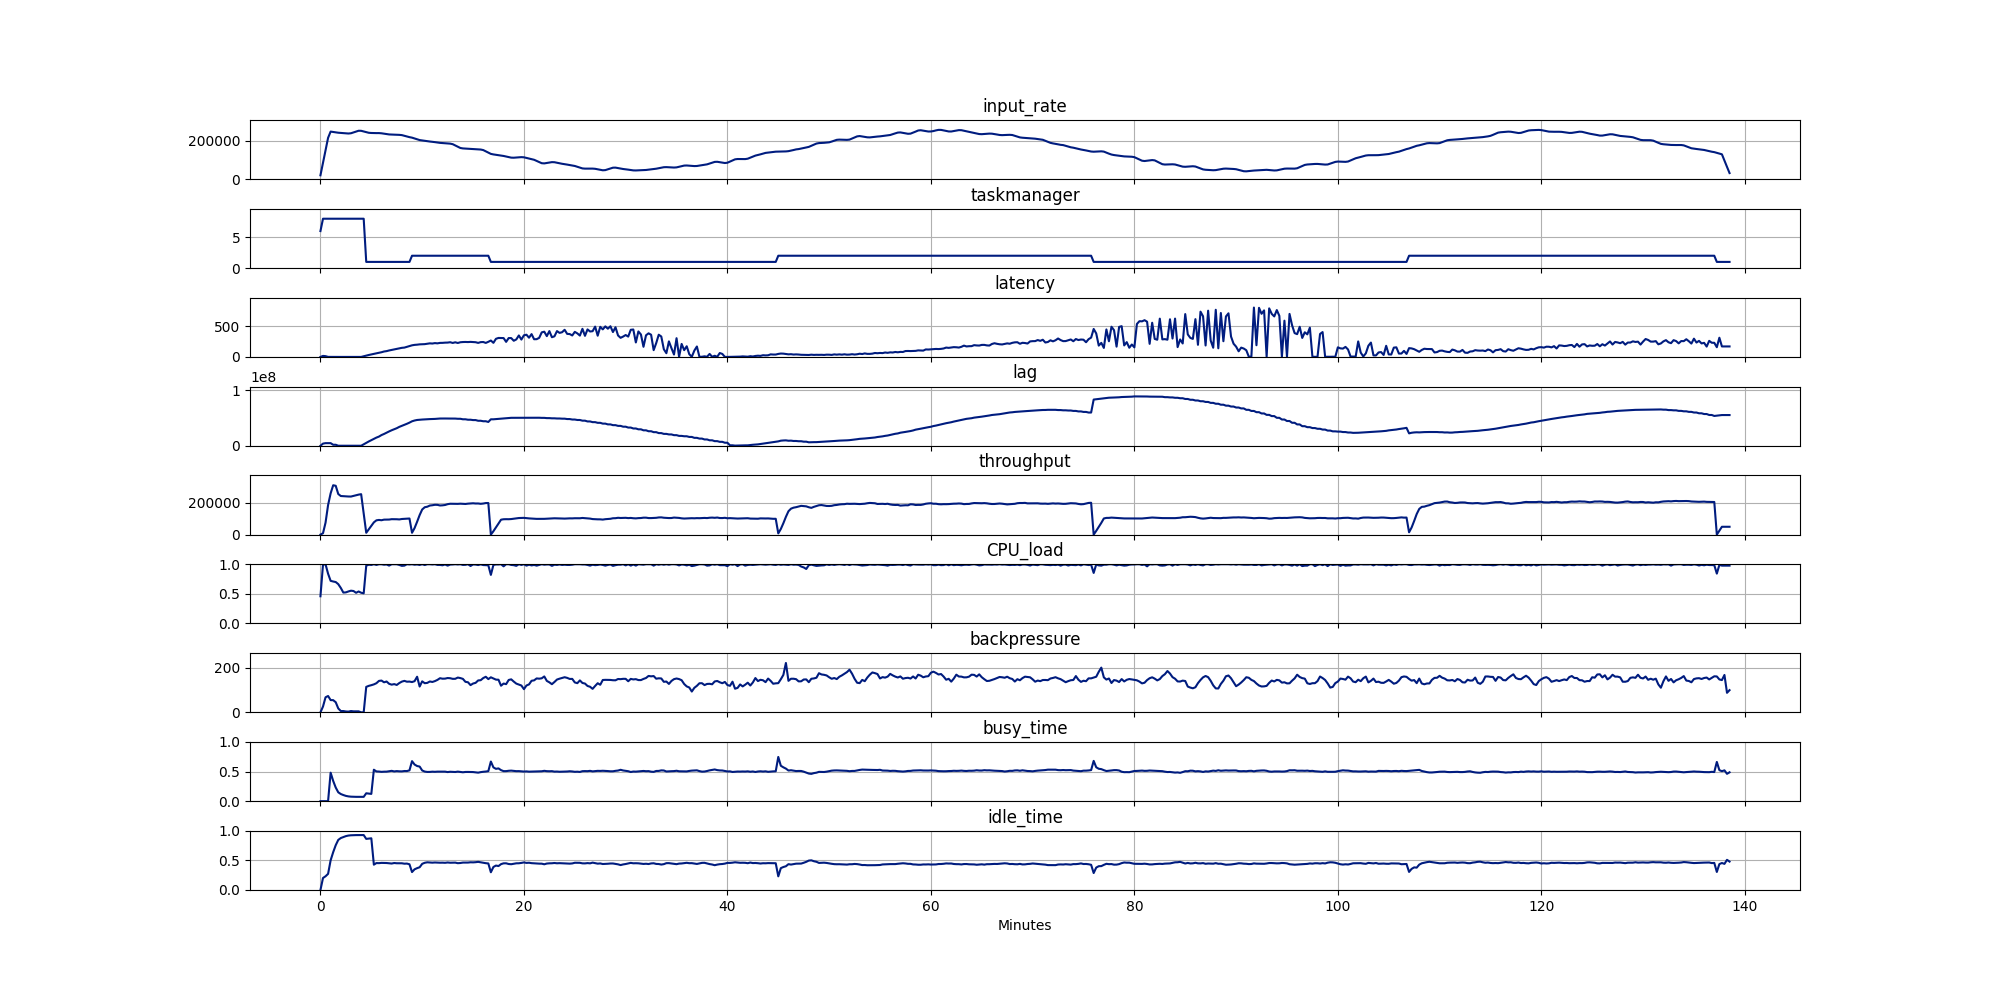 input_rate
200000
0
taskmanager
5
0
latency
500
0
1e8
lag
1
0
throughput
200000
0
CPU_load
1.0
0.5
0.0
backpressure
200
0
busy_time
1.0
0.5
0.0
idle_time
1.0
0.5
0.0
0 20 40 60 80 100 120 140
Minutes